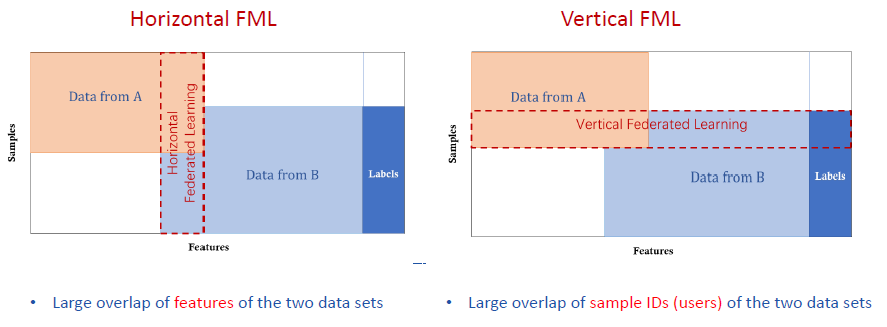 Horizontal FML
Samples
Data from A
Horizontal
Federated Learning
Data from B
Labels
Features
• Large overlap of features of the two data sets
Vertical FML
Samples
Data from A
Vertical Federated Learning
Data from B
Labels
Features
• Large overlap of sample IDs (users) of the two data sets